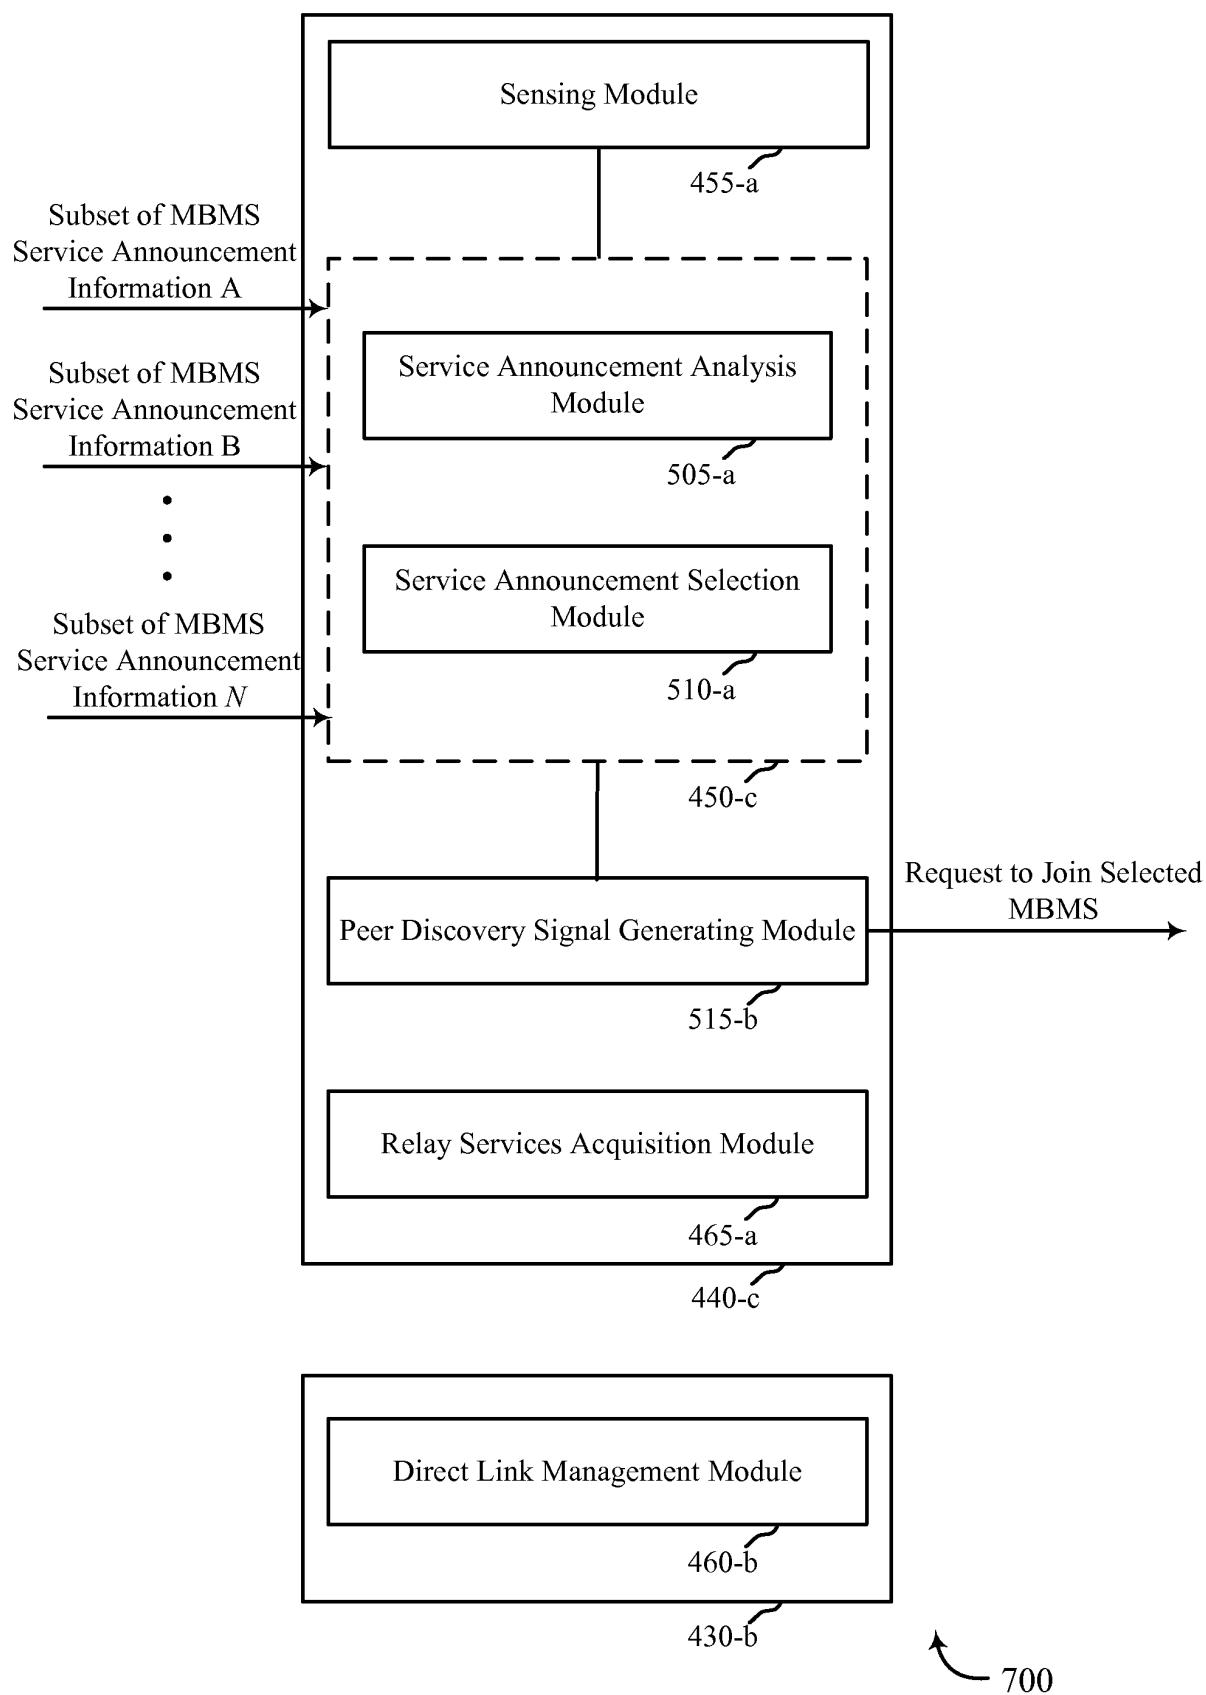 Sensing Module
455-a
Subset of MBMS
Service Announcement
Information A
Service Announcement Analysis
Module
505-a
Subset of MBMS
Service Announcement
Information B
Service Announcement Selection
Module
510-a
Subset of MBMS
Service Announcement
Information N
450-c
Peer Discovery Signal Generating Module
515-b
Request to Join Selected
MBMS
Relay Services Acquisition Module
465-a
440-c
Direct Link Management Module
460-b
430-b
700